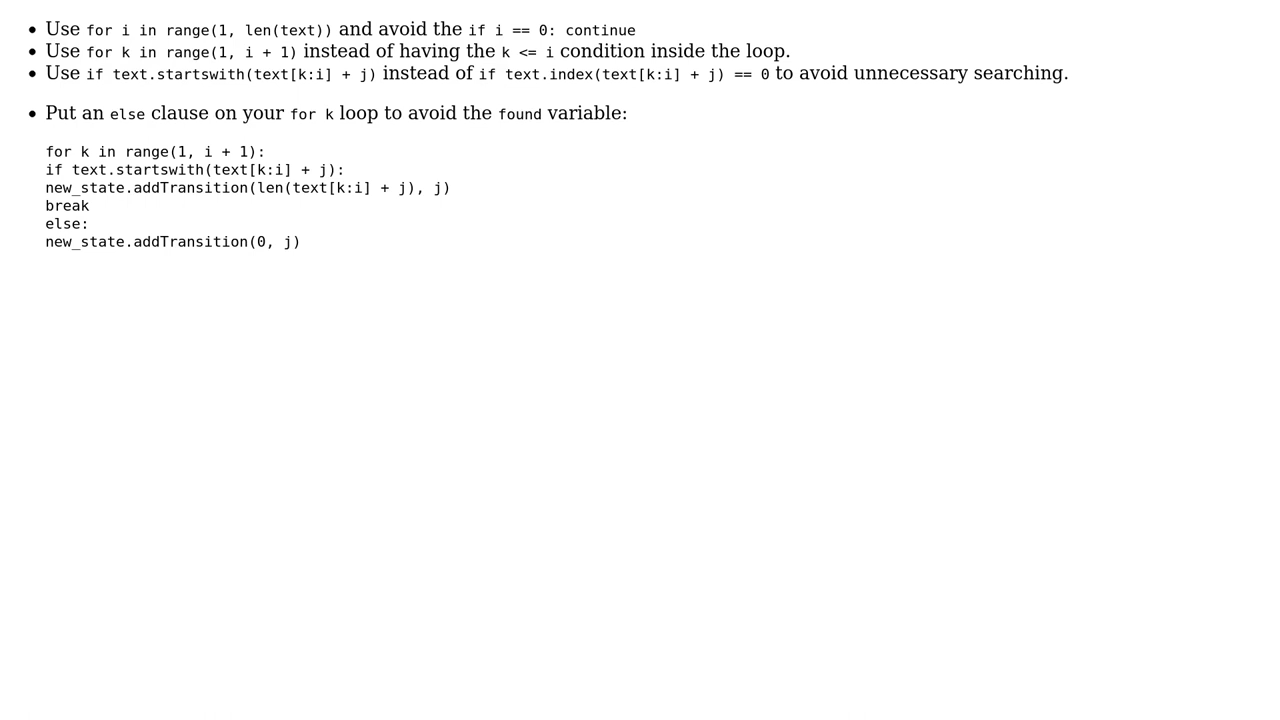 • Use for i in range(1, len(text)) and avoid the if i == 0: continue
• Use for k in range(1, i + 1) instead of having the k <= i condition inside the loop.
• Use if text.startswith(text[k:i] + j) instead of if text.index(text[k:i] + j) == 0 to avoid unnecessary searching.
• Put an else clause on your for k loop to avoid the found variable:
for k in range(1, i + 1):
if text.startswith(text[k:i] + j):
new_state.addTransition(len(text[k:i] + j), j)
break
else:
new_state.addTransition(0, j)